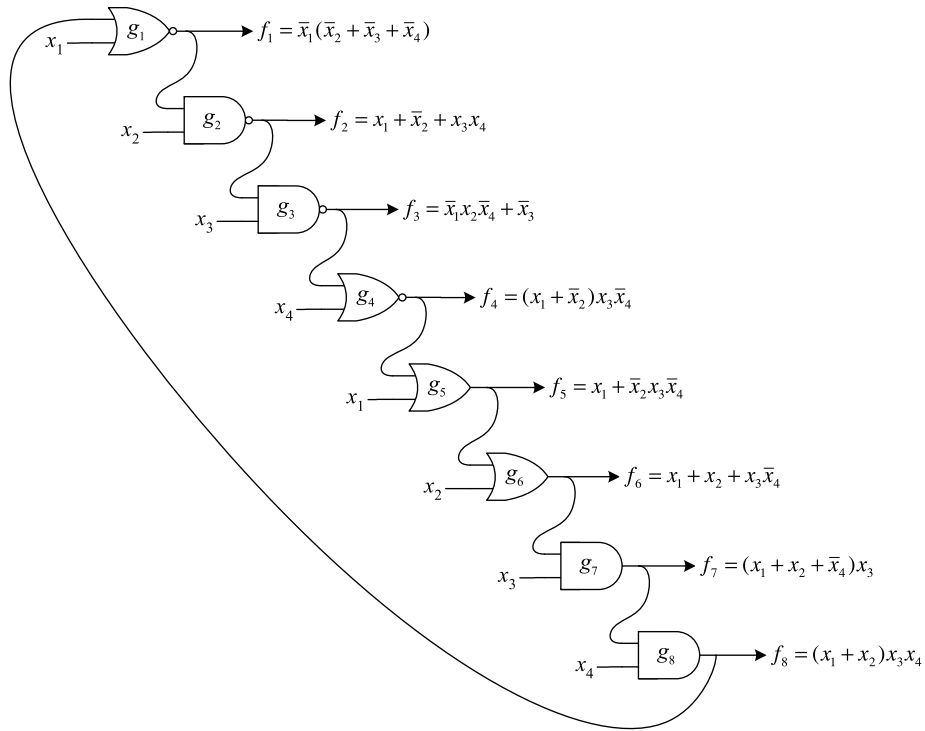 g₁ f₁ = x̅₁(x̅₂ + x̅₃ + x̅₄)
x₁
g₂ f₂ = x₁ + x̅₂ + x₃x₄
x₂
g₃ f₃ = x̅₁x₂x̅₄ + x̅₃
x₃
g₄ f₄ = (x₁ + x̅₂)x₃x̅₄
x₄
g₅ f₅ = x₁ + x̅₂x₃x̅₄
x₁
g₆ f₆ = x₁ + x₂ + x₃x̅₄
x₂
g₇ f₇ = (x₁ + x₂ + x̅₄)x₃
x₃
g₈ f₈ = (x₁ + x₂)x₃x₄
x₄